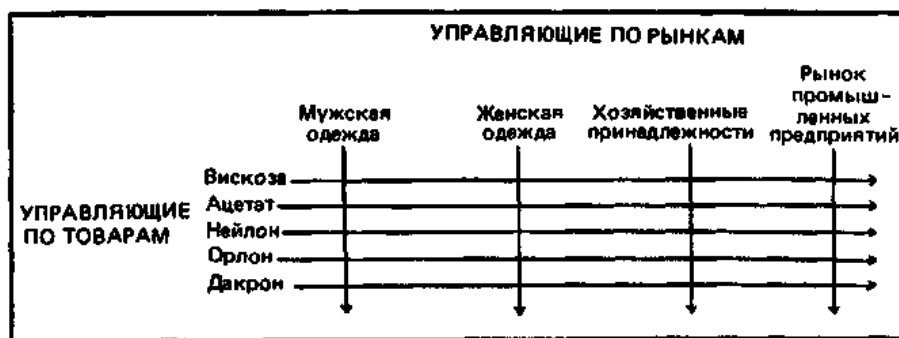 УПРАВЛЯЮЩИЕ ПО РЫНКАМ
Мужская
одежда
Женская
одежда
Хозяйственные
принадлежности
Рынок
промыш-
ленных
предприятий
УПРАВЛЯЮЩИЕ
ПО ТОВАРАМ
Вискоза
Ацетат
Нейлон
Орлон
Дакрон